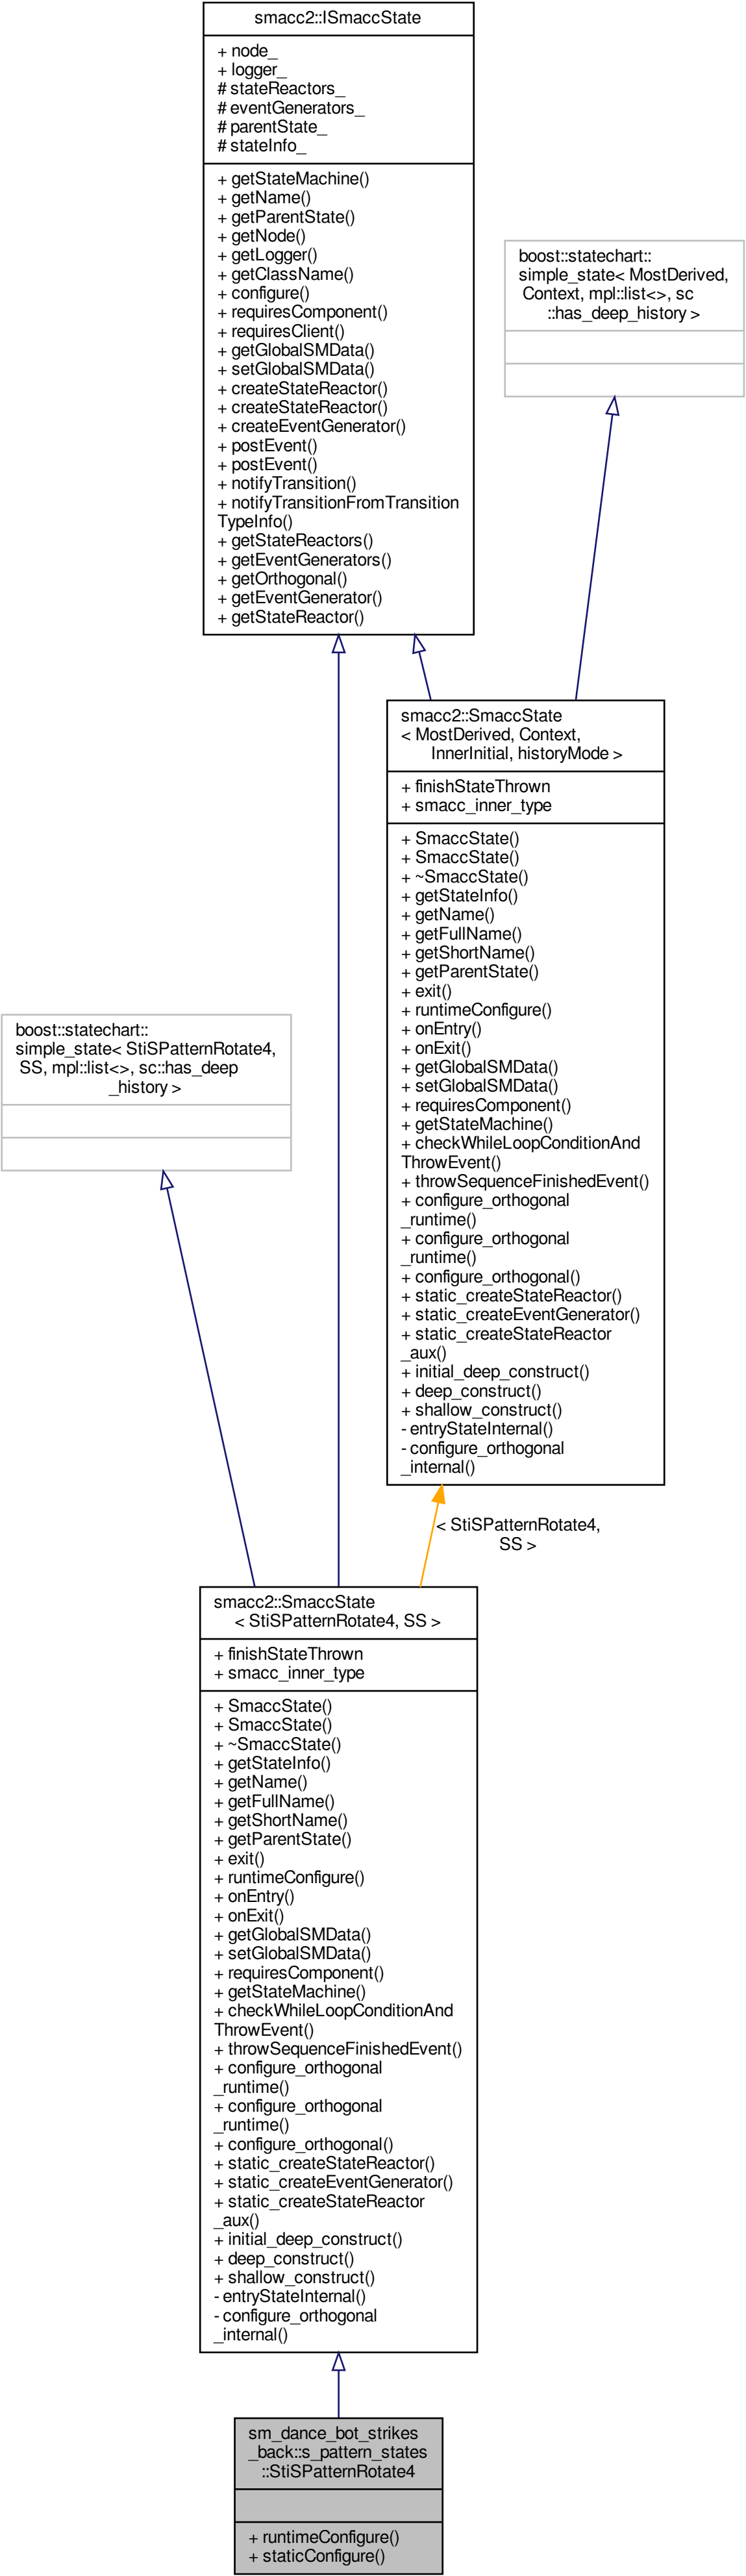 smacc2::ISmaccState
+ node_
+ logger_
# stateReactors_
# eventGenerators_
# parentState_
# stateInfo_
+ getStateMachine()
+ getName()
+ getParentState()
+ getNode()
+ getLogger()
+ getClassName()
+ configure()
+ requiresComponent()
+ requiresClient()
+ getGlobalSMData()
+ setGlobalSMData()
+ createStateReactor()
+ createStateReactor()
+ createEventGenerator()
+ postEvent()
+ postEvent()
+ notifyTransition()
+ notifyTransitionFromTransition
TypeInfo()
+ getStateReactors()
+ getEventGenerators()
+ getOrthogonal()
+ getEventGenerator()
+ getStateReactor()
boost::statechart::
simple_state< MostDerived,
Context, mpl::list<>, sc
::has_deep_history >
smacc2::SmaccState
< MostDerived, Context,
InnerInitial, historyMode >
+ finishStateThrown
+ smacc_inner_type
+ SmaccState()
+ SmaccState()
+ ~SmaccState()
+ getStateInfo()
+ getName()
+ getFullName()
+ getShortName()
+ getParentState()
+ exit()
+ runtimeConfigure()
+ onEntry()
+ onExit()
+ getGlobalSMData()
+ setGlobalSMData()
+ requiresComponent()
+ getStateMachine()
+ checkWhileLoopConditionAnd
ThrowEvent()
+ throwSequenceFinishedEvent()
+ configure_orthogonal
_runtime()
+ configure_orthogonal
_runtime()
+ configure_orthogonal()
+ static_createStateReactor()
+ static_createEventGenerator()
+ static_createStateReactor
_aux()
+ initial_deep_construct()
+ deep_construct()
+ shallow_construct()
- entryStateInternal()
- configure_orthogonal
_internal()
boost::statechart::
simple_state< StiSPatternRotate4,
SS, mpl::list<>, sc::has_deep
_history >
< StiSPatternRotate4,
SS >
smacc2::SmaccState
< StiSPatternRotate4, SS >
+ finishStateThrown
+ smacc_inner_type
+ SmaccState()
+ SmaccState()
+ ~SmaccState()
+ getStateInfo()
+ getName()
+ getFullName()
+ getShortName()
+ getParentState()
+ exit()
+ runtimeConfigure()
+ onEntry()
+ onExit()
+ getGlobalSMData()
+ setGlobalSMData()
+ requiresComponent()
+ getStateMachine()
+ checkWhileLoopConditionAnd
ThrowEvent()
+ throwSequenceFinishedEvent()
+ configure_orthogonal
_runtime()
+ configure_orthogonal
_runtime()
+ configure_orthogonal()
+ static_createStateReactor()
+ static_createEventGenerator()
+ static_createStateReactor
_aux()
+ initial_deep_construct()
+ deep_construct()
+ shallow_construct()
- entryStateInternal()
- configure_orthogonal
_internal()
sm_dance_bot_strikes
_back::s_pattern_states
::StiSPatternRotate4
+ runtimeConfigure()
+ staticConfigure()